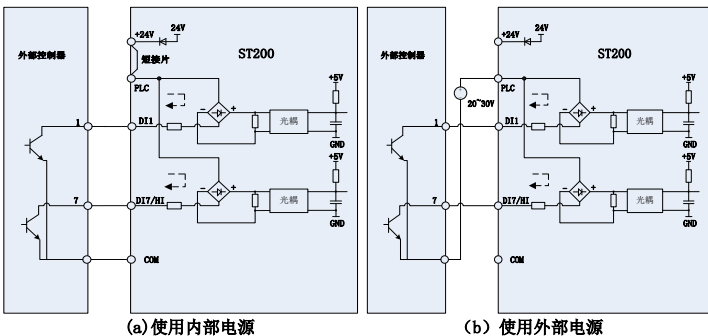 外部控制器
+24V
24V
短接片
PLC
ST200
+5V
1
DI1
光耦
GND
+5V
7
DI7/HI
光耦
GND
COM
(a)使用内部电源
外部控制器
+24V
24V
PLC
20~30V
ST200
+5V
1
DI1
光耦
GND
+5V
7
DI7/HI
光耦
GND
COM
（b）使用外部电源